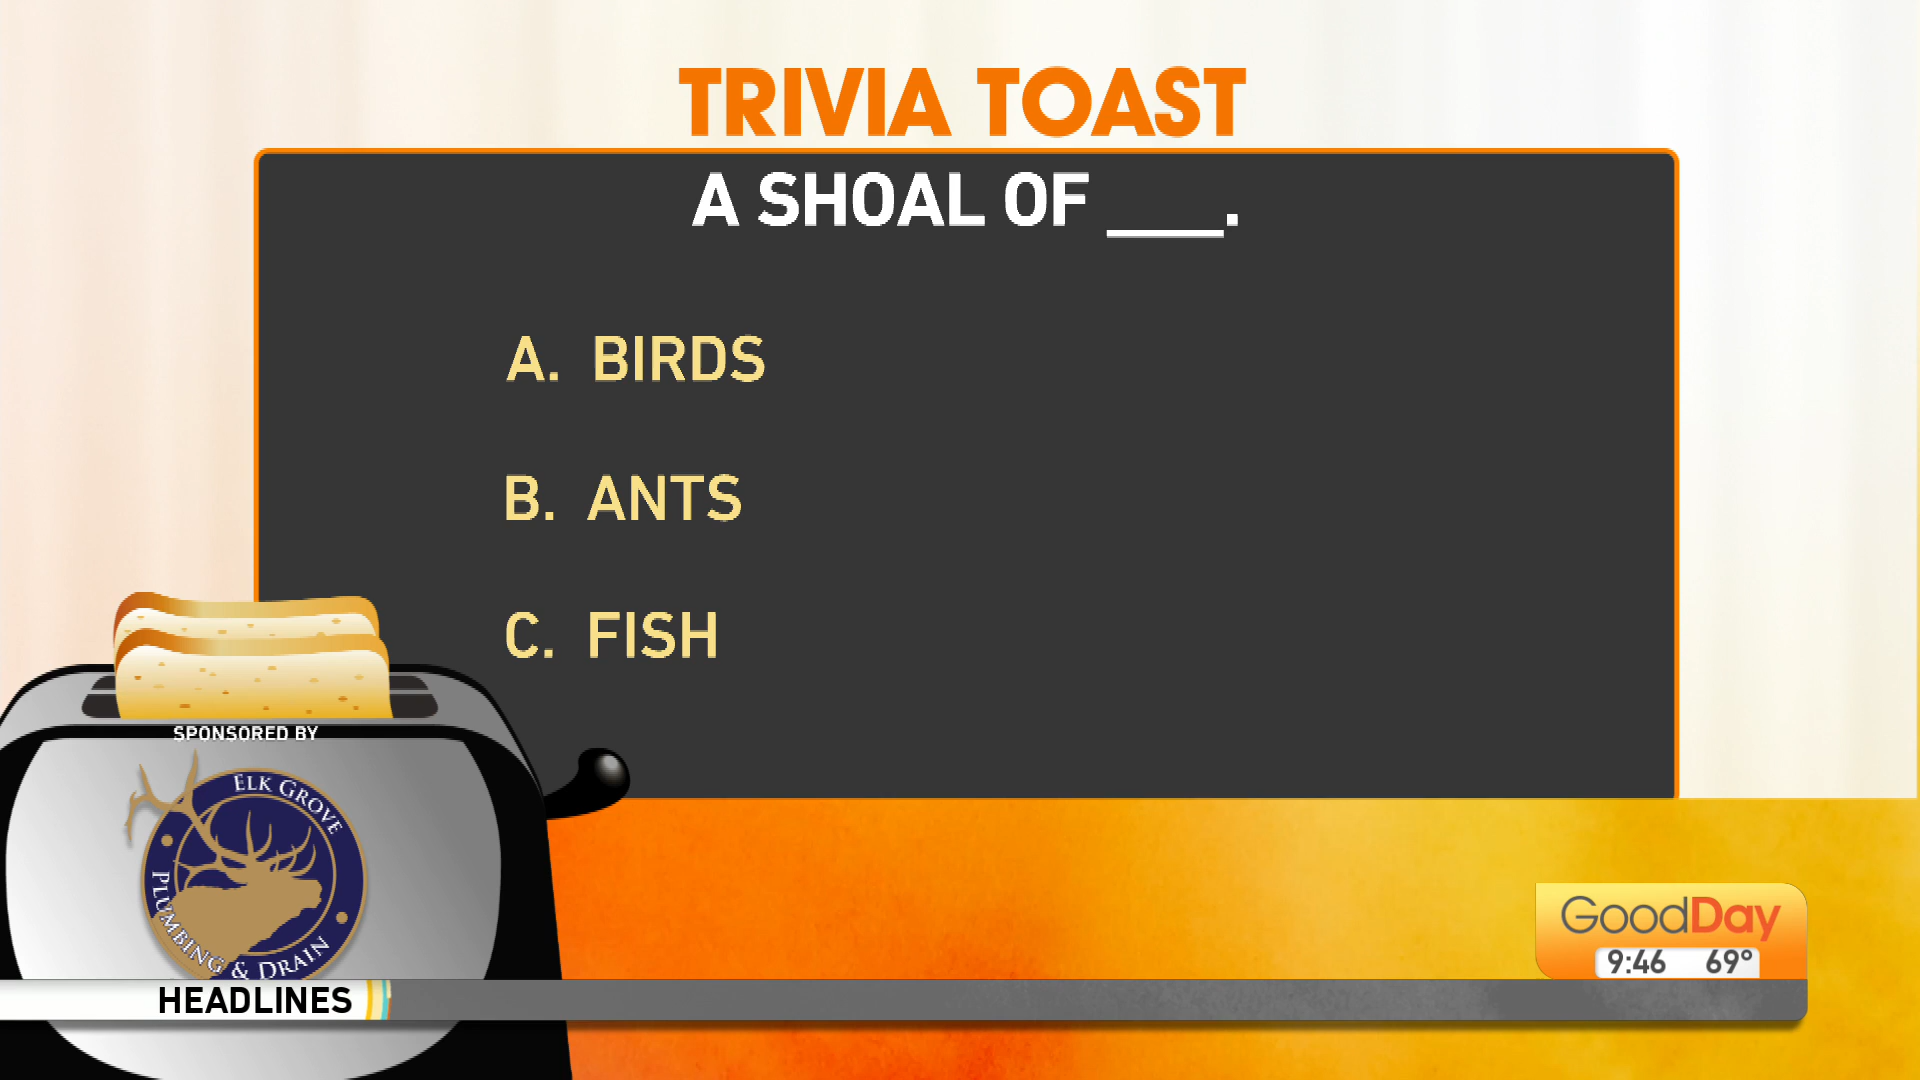 TRIVIA TOAST
A SHOAL OF ___.
A. BIRDS
B. ANTS
C. FISH
SPONSORED BY
ELK GROVE
PLUMBING & DRAIN
GoodDay
9:46 69°
HEADLINES